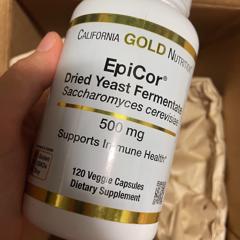 CALIFORNIA GOLD NUTRITION®
EpiCor®
Dried Yeast Fermentate
Saccharomyces cerevisiae
500 mg
Supports Immune Health*
120 Veggie Capsules
Dietary Supplement